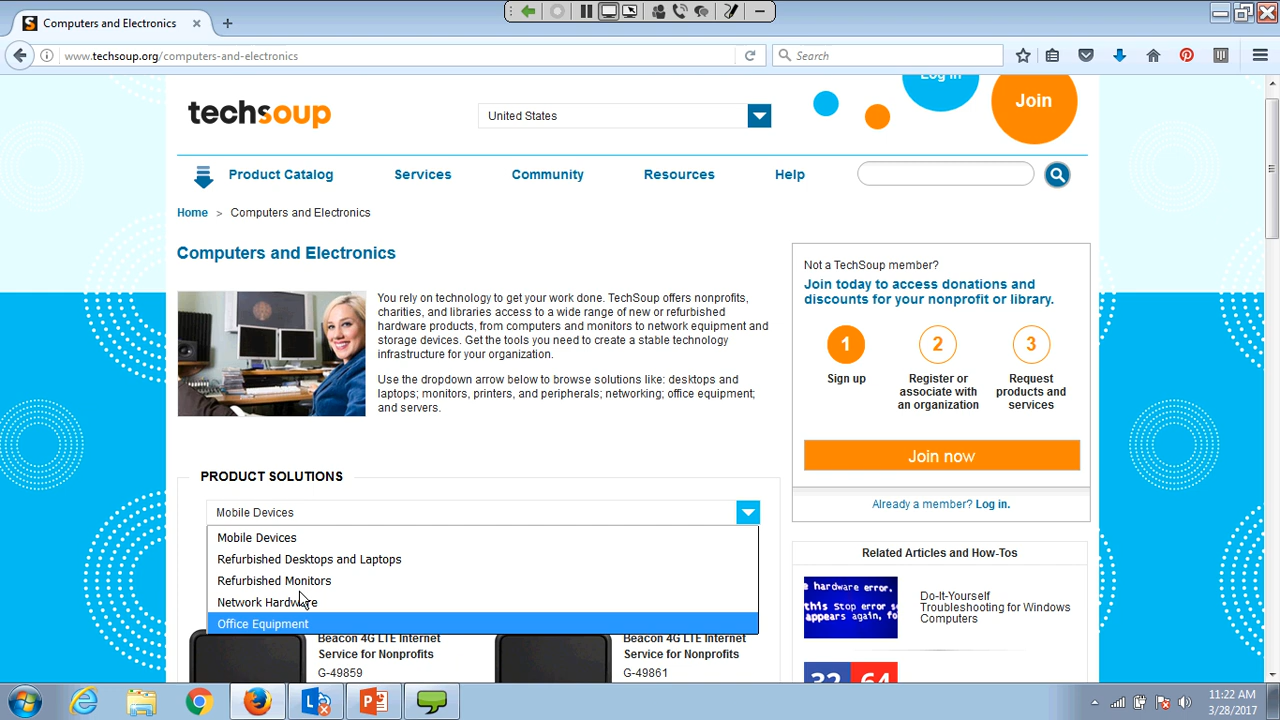 Computers and Electronics
www.techsoup.org/computers-and-electronics
Search
techsoup
United States
Log in
Join
Product Catalog
Services
Community
Resources
Help
Home > Computers and Electronics
Computers and Electronics
You rely on technology to get your work done. TechSoup offers nonprofits,
charities, and libraries access to a wide range of new or refurbished
hardware products, from computers and monitors to network equipment and
storage devices. Get the tools you need to create a stable technology
infrastructure for your organization.
Use the dropdown arrow below to browse solutions like: desktops and
laptops; monitors, printers, and peripherals; networking; office equipment;
and servers.
PRODUCT SOLUTIONS
Mobile Devices
Mobile Devices
Refurbished Desktops and Laptops
Refurbished Monitors
Network Hardware
Office Equipment
Beacon 4G LTE Internet
Service for Nonprofits
G-49859
Beacon 4G LTE Internet
Service for Nonprofits
G-49861
Not a TechSoup member?
Join today to access donations and
discounts for your nonprofit or library.
1
2
3
Sign up
Register or
associate with
an organization
Request
products and
services
Join now
Already a member? Log in.
Related Articles and How-Tos
e hardware error.
this stop error s
appears again, fo
Do-It-Yourself
Troubleshooting for Windows
Computers
32 64
11:22 AM
3/28/2017